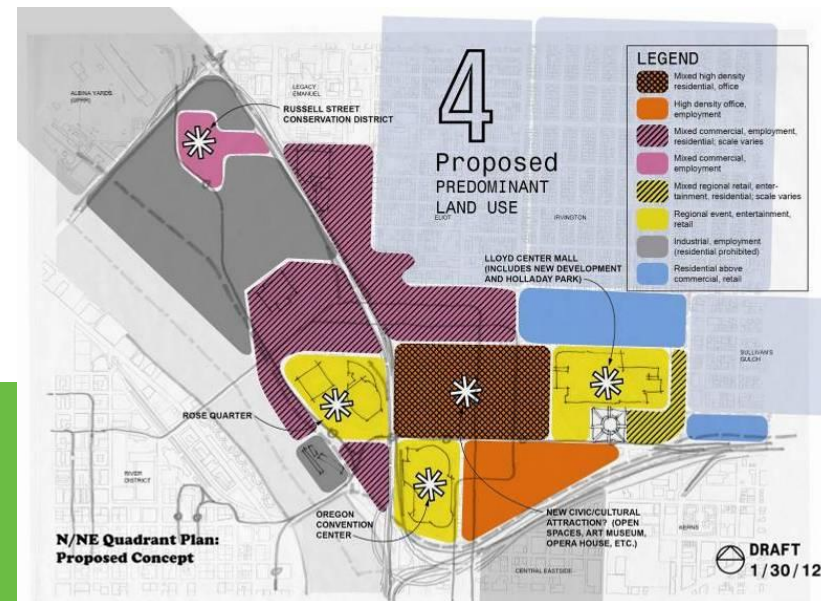 4
Proposed
PREDOMINANT
LAND USE
LEGEND
Mixed high density
residential, office
High density office,
employment
Mixed commercial, employment,
residential; scale varies
Mixed commercial,
employment
Mixed regional retail, enter-
tainment, residential; scale varies
Regional event, entertainment,
retail
Industrial, employment
(residential prohibited)
Residential above
commercial, retail
ALBINA YARDS
(UPRR)
LEGACY
EMANUEL
RUSSELL STREET
CONSERVATION DISTRICT
ELIOT
IRVINGTON
LLOYD CENTER MALL
(INCLUDES NEW DEVELOPMENT
AND HOLLADAY PARK)
SULLIVAN'S
GULCH
ROSE QUARTER
RIVER
DISTRICT
OREGON
CONVENTION
CENTER
NEW CIVIC/CULTURAL
ATTRACTION? (OPEN
SPACES, ART MUSEUM,
OPERA HOUSE, ETC.)
KERNS
CENTRAL EASTSIDE
N/NE Quadrant Plan:
Proposed Concept
DRAFT
1/30/12